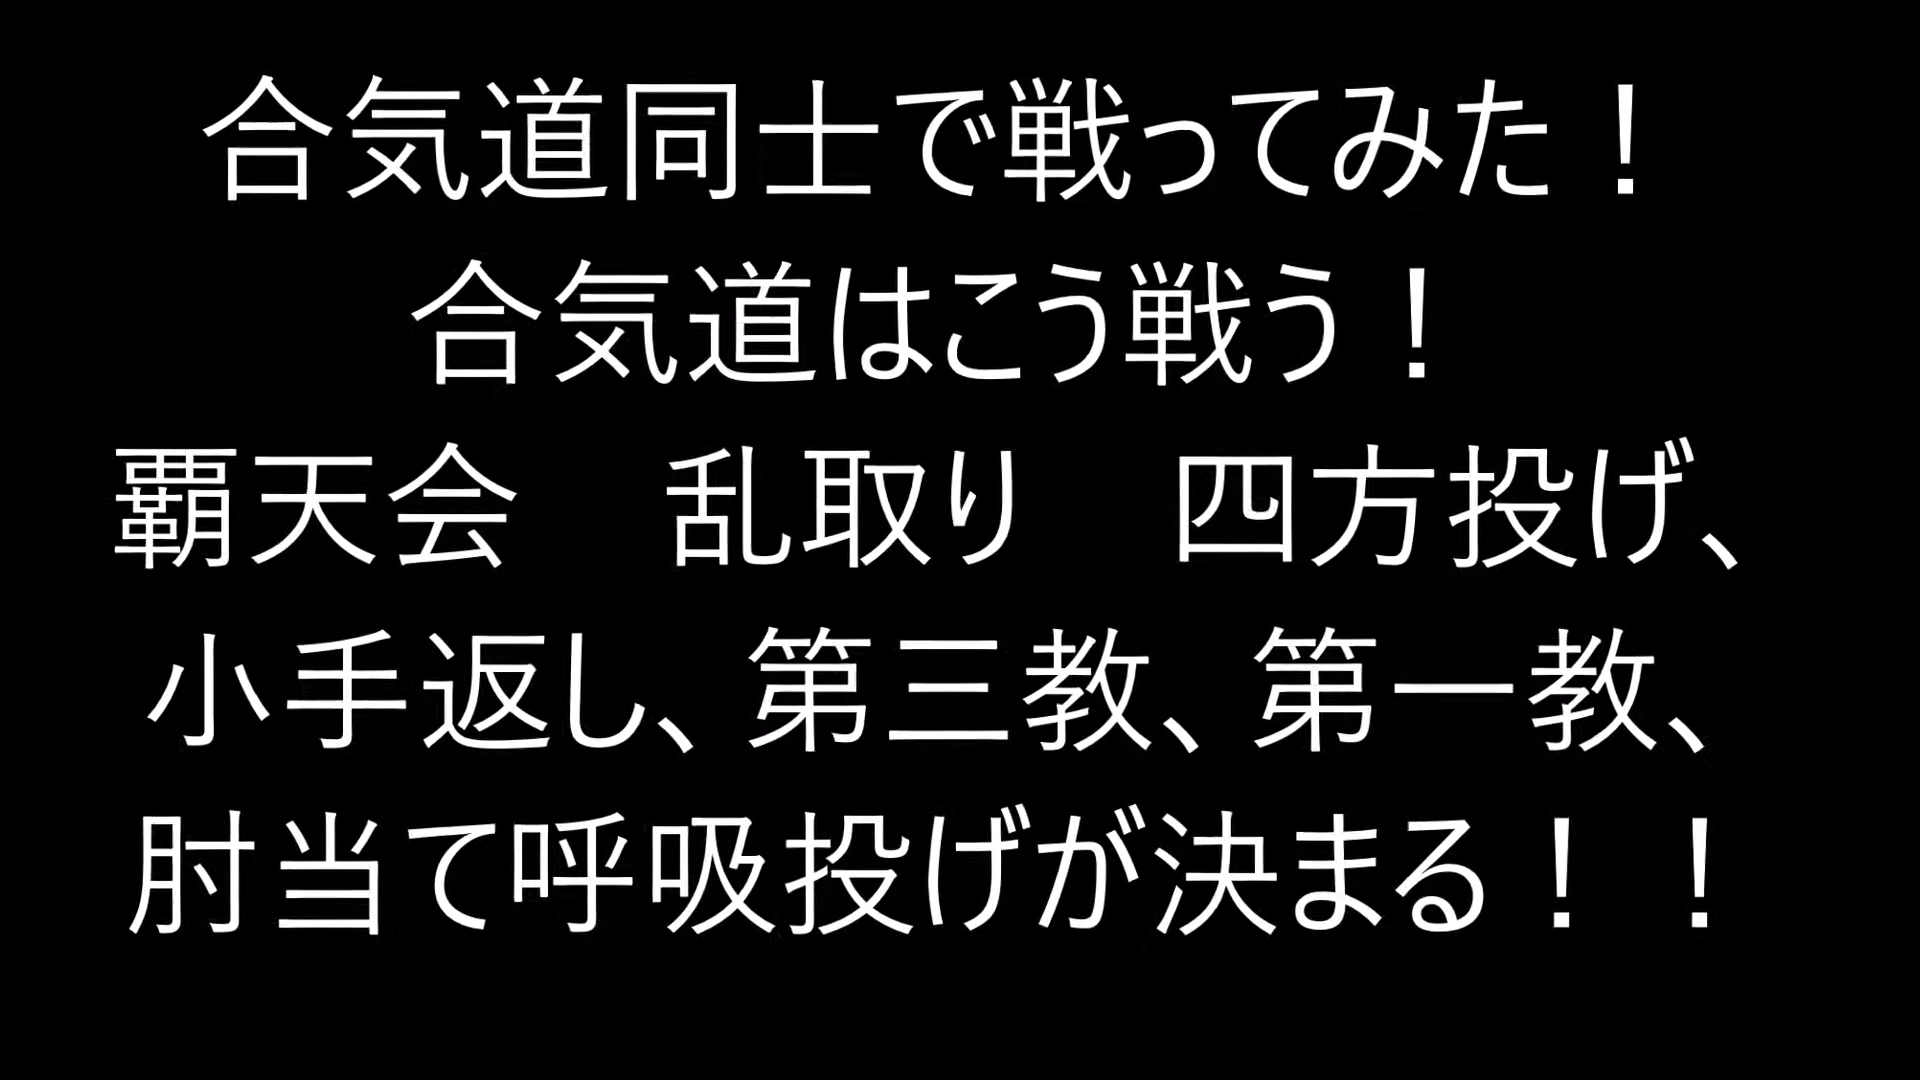 合気道同士で戦ってみた！
合気道はこう戦う！
覇天会　乱取り　四方投げ、
小手返し、第三教、第一教、
肘当て呼吸投げが決まる！！